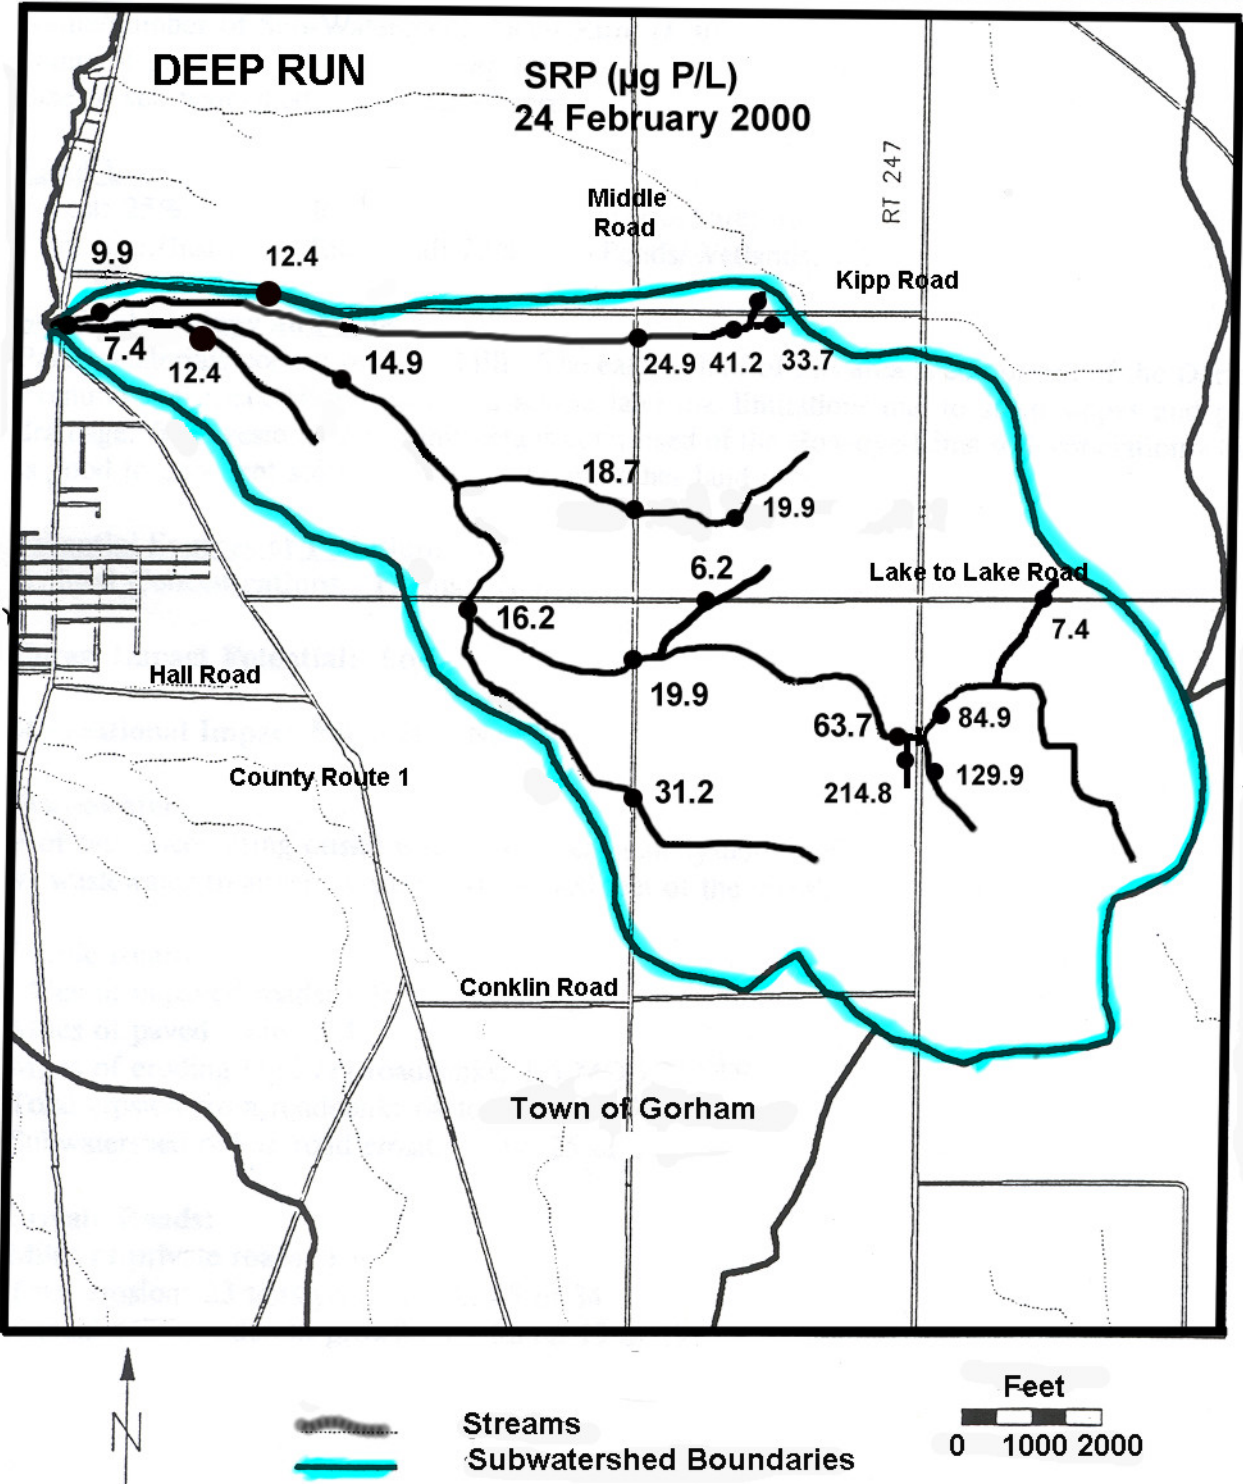 DEEP RUN
SRP (µg P/L)
24 February 2000
RT 247
Middle
Road
Kipp Road
9.9
12.4
7.4
12.4
14.9
24.9
41.2
33.7
18.7
19.9
6.2
Lake to Lake Road
16.2
7.4
Hall Road
19.9
63.7
84.9
County Route 1
31.2
214.8
129.9
Conklin Road
Town of Gorham
N
Feet
0 1000 2000
Streams
Subwatershed Boundaries